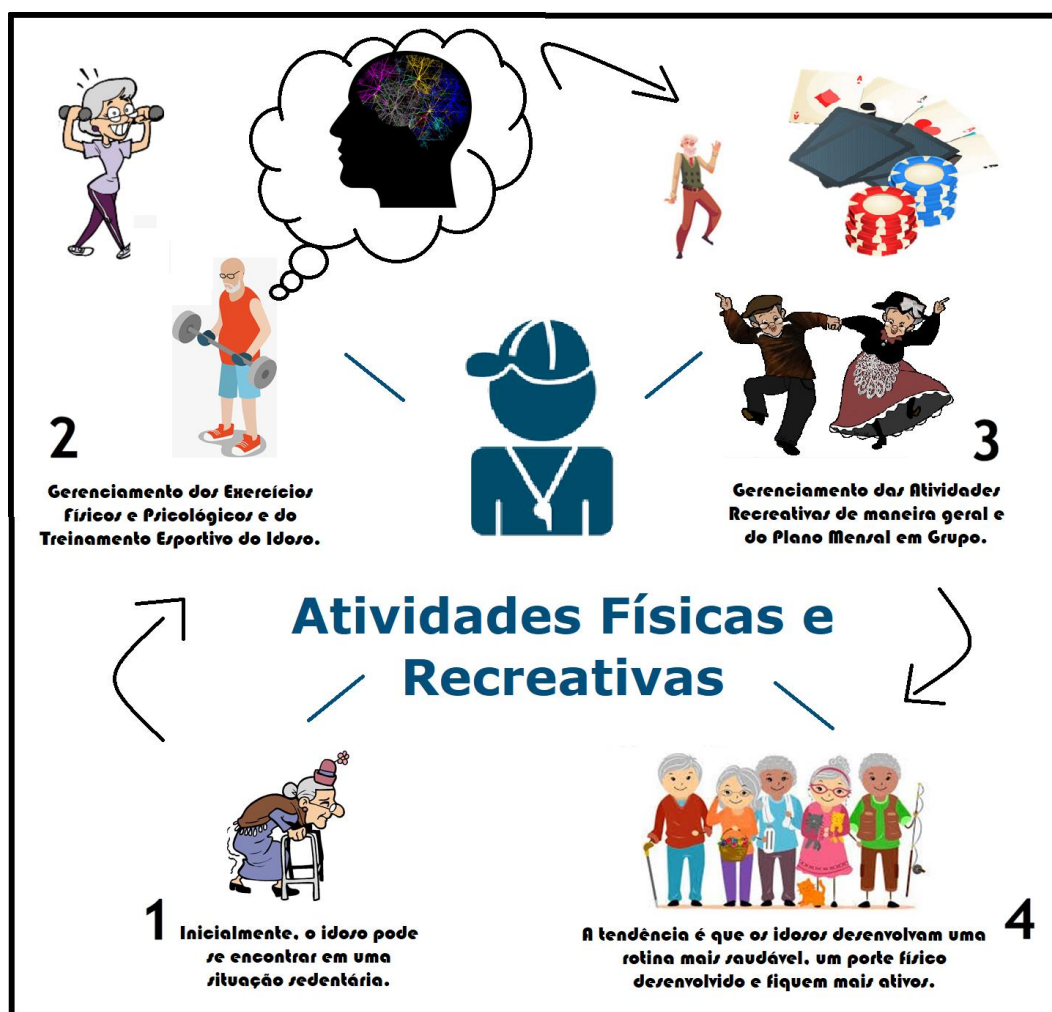 2
Gerenciamento dos Exercícios
Físicos e Psicológicos e do
Treinamento Esportivo do Idoso.
3
Gerenciamento das Atividades
Recreativas de maneira geral e
do Plano Mensal em Grupo.
Atividades Físicas e
Recreativas
1
Inicialmente, o idoso pode
se encontrar em uma
situação sedentária.
4
A tendência é que os idosos desenvolvam uma
rotina mais saudável, um porte físico
desenvolvido e fiquem mais ativos.